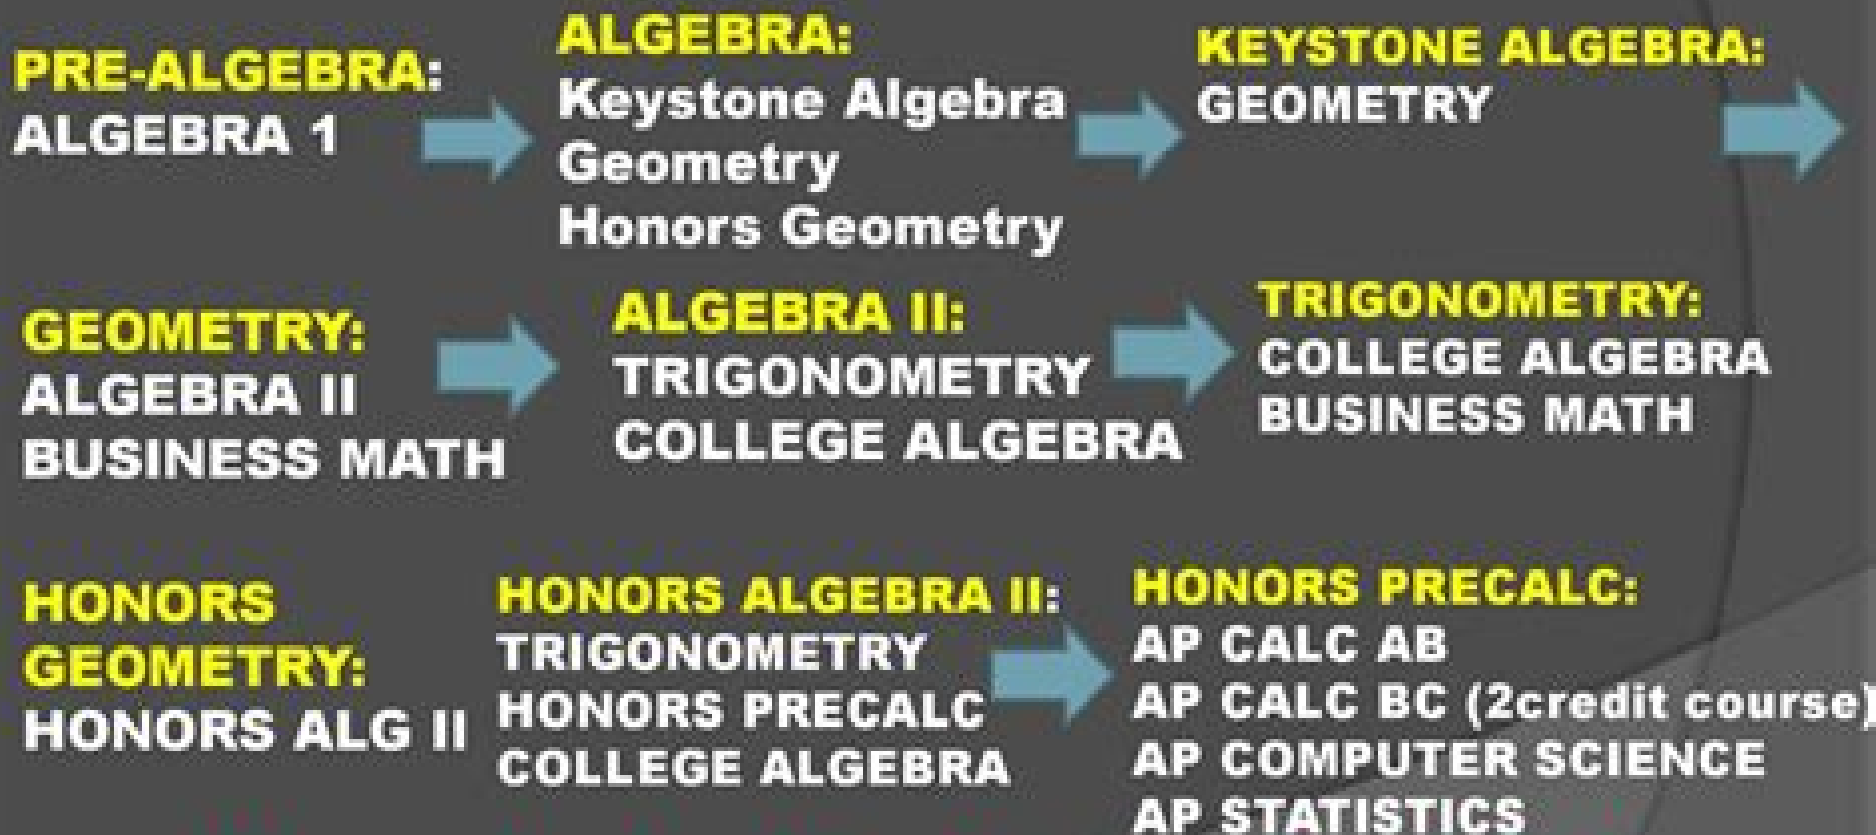 PRE-ALGEBRA:
ALGEBRA 1
ALGEBRA:
Keystone Algebra
Geometry
Honors Geometry
KEYSTONE ALGEBRA:
GEOMETRY
GEOMETRY:
ALGEBRA II
BUSINESS MATH
ALGEBRA II:
TRIGONOMETRY
COLLEGE ALGEBRA
TRIGONOMETRY:
COLLEGE ALGEBRA
BUSINESS MATH
HONORS
GEOMETRY:
HONORS ALG II
HONORS ALGEBRA II:
TRIGONOMETRY
HONORS PRECALC
COLLEGE ALGEBRA
HONORS PRECALC:
AP CALC AB
AP CALC BC (2credit course)
AP COMPUTER SCIENCE
AP STATISTICS